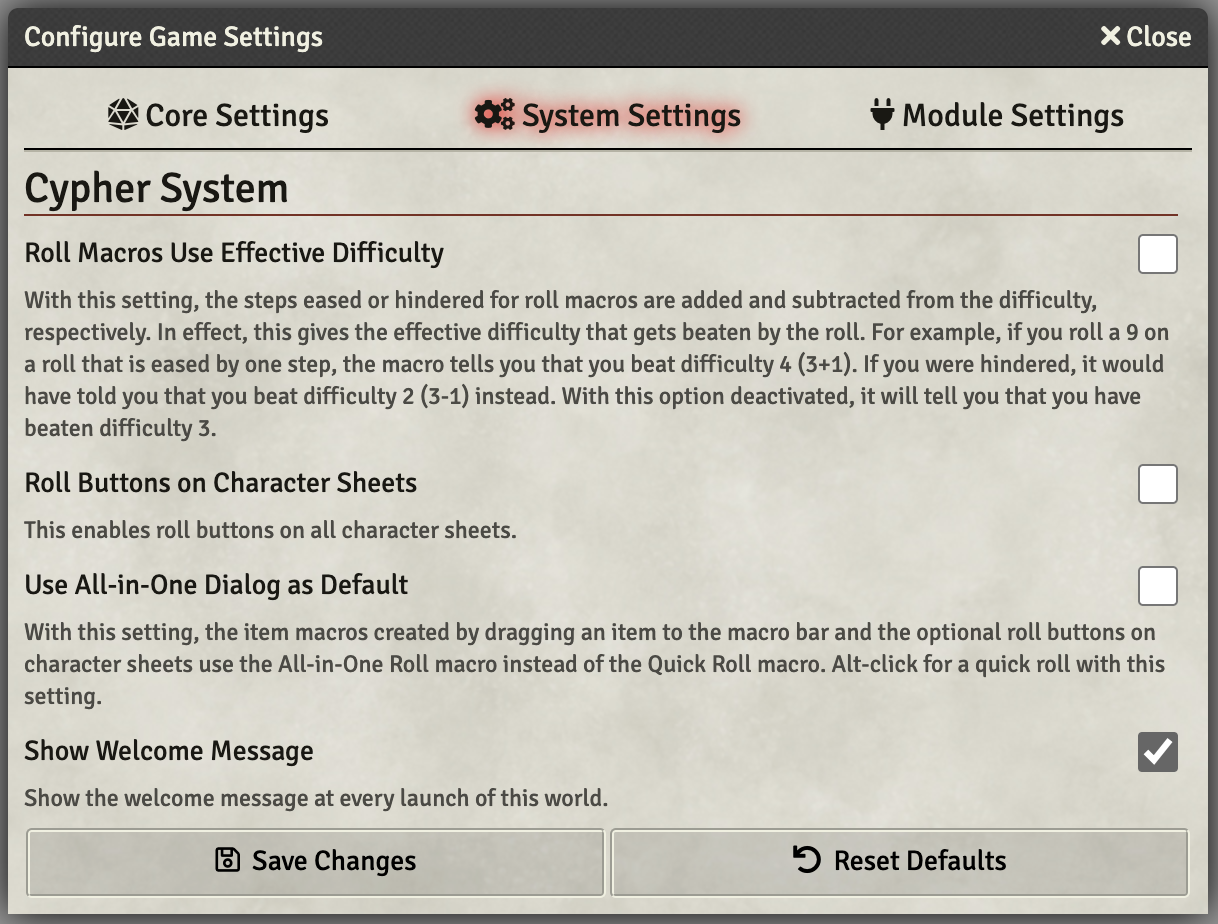 Configure Game Settings
Close
Core Settings
System Settings
Module Settings
Cypher System
Roll Macros Use Effective Difficulty
With this setting, the steps eased or hindered for roll macros are added and subtracted from the difficulty,
respectively. In effect, this gives the effective difficulty that gets beaten by the roll. For example, if you roll a 9 on
a roll that is eased by one step, the macro tells you that you beat difficulty 4 (3+1). If you were hindered, it would
have told you that you beat difficulty 2 (3-1) instead. With this option deactivated, it will tell you that you have
beaten difficulty 3.
Roll Buttons on Character Sheets
This enables roll buttons on all character sheets.
Use All-in-One Dialog as Default
With this setting, the item macros created by dragging an item to the macro bar and the optional roll buttons on
character sheets use the All-in-One Roll macro instead of the Quick Roll macro. Alt-click for a quick roll with this
setting.
Show Welcome Message
Show the welcome message at every launch of this world.
Save Changes
Reset Defaults